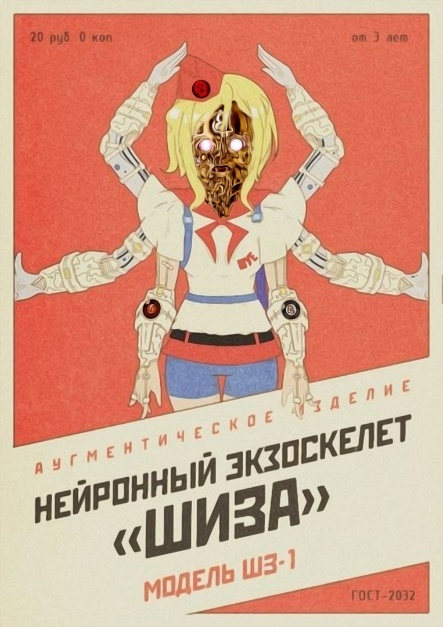 20 руб 0 коп
от 3 лет
АУГМЕНТИЧЕСКОЕ ИЗДЕЛИЕ
НЕЙРОННЫЙ ЭКЗОСКЕЛЕТ
«ШИЗА»
МОДЕЛЬ ШЗ-1
ГОСТ-2032